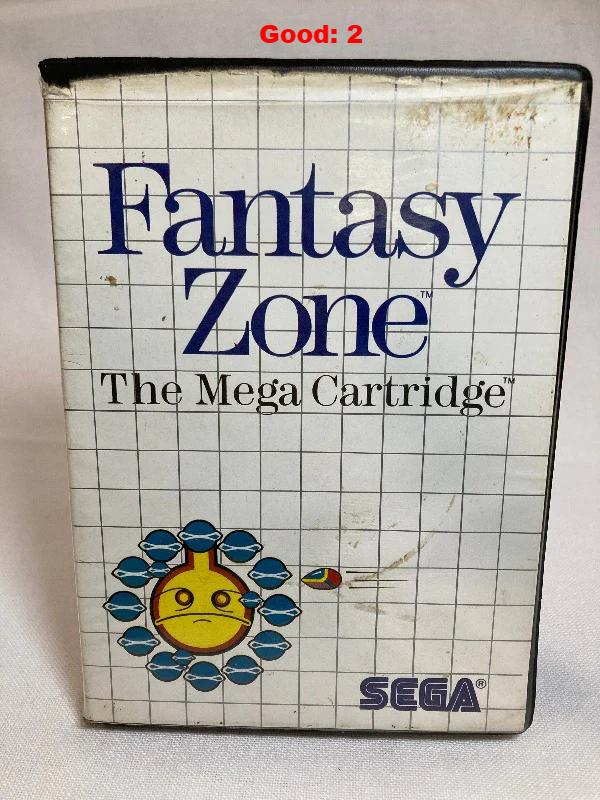 Good: 2
Fantasy
Zone™
The Mega Cartridge™
SEGA®